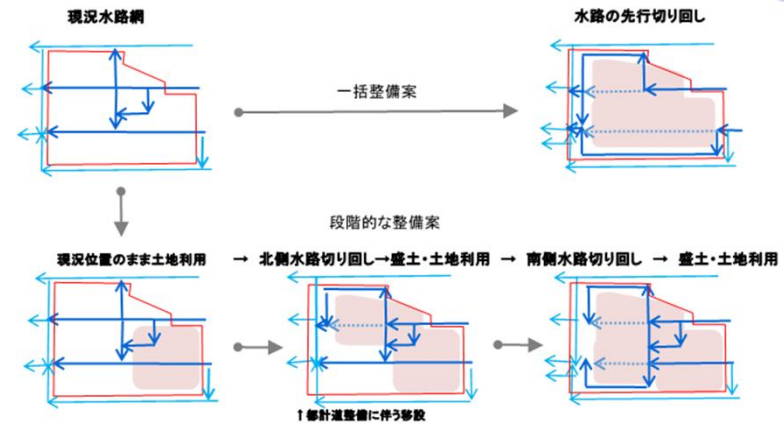 現況水路網
水路の先行切り回し
一括整備案
段階的な整備案
現況位置のまま土地利用 → 北側水路切り回し→盛土・土地利用 → 南側水路切り回し → 盛土・土地利用
↑都計道整備に伴う移設